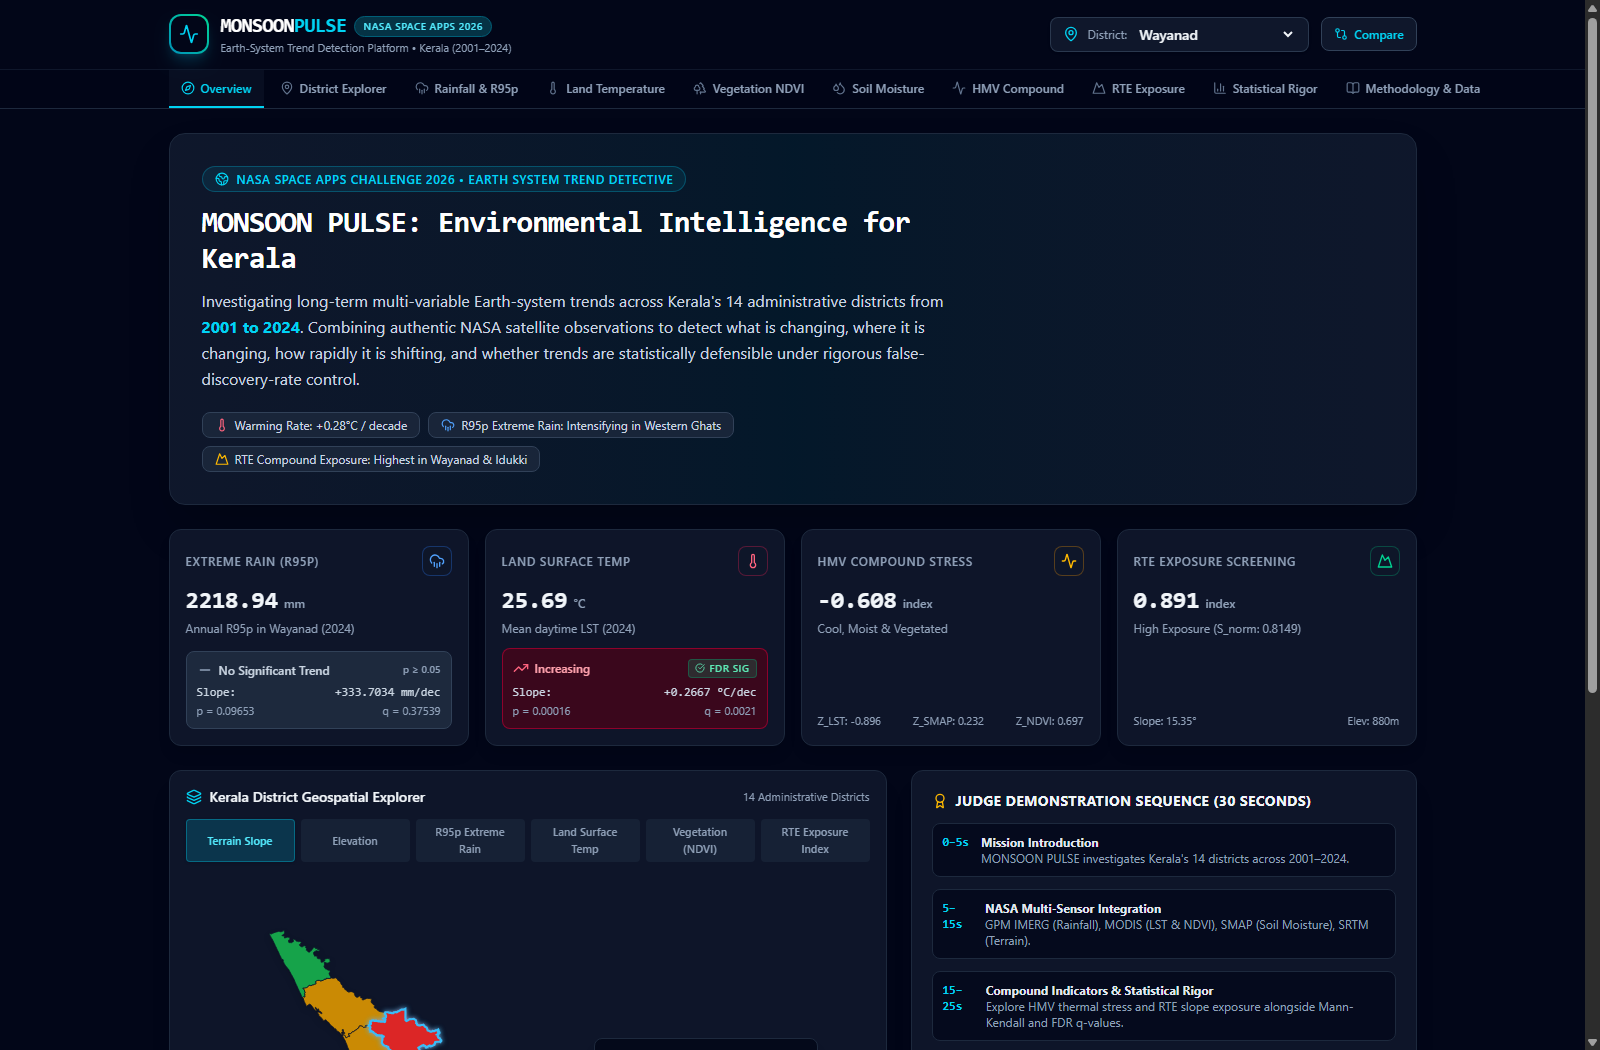 MONSOONPULSE NASA SPACE APPS 2026
Earth-System Trend Detection Platform • Kerala (2001–2024)
District: Wayanad
Compare
Overview District Explorer Rainfall & R95p Land Temperature Vegetation NDVI Soil Moisture HMV Compound RTE Exposure Statistical Rigor Methodology & Data
NASA SPACE APPS CHALLENGE 2026 • EARTH SYSTEM TREND DETECTIVE
MONSOON PULSE: Environmental Intelligence for
Kerala
Investigating long-term multi-variable Earth-system trends across Kerala's 14 administrative districts from
2001 to 2024. Combining authentic NASA satellite observations to detect what is changing, where it is
changing, how rapidly it is shifting, and whether trends are statistically defensible under rigorous false-
discovery-rate control.
Warming Rate: +0.28°C / decade
R95p Extreme Rain: Intensifying in Western Ghats
RTE Compound Exposure: Highest in Wayanad & Idukki
EXTREME RAIN (R95P)
2218.94 mm
Annual R95p in Wayanad (2024)
No Significant Trend p ≥ 0.05
Slope: +333.7034 mm/dec
p = 0.09653 q = 0.37539
LAND SURFACE TEMP
25.69 °C
Mean daytime LST (2024)
Increasing FDR SIG
Slope: +0.2667 °C/dec
p = 0.00016 q = 0.0021
HMV COMPOUND STRESS
-0.608 index
Cool, Moist & Vegetated
Z_LST: -0.896 Z_SMAP: 0.232 Z_NDVI: 0.697
RTE EXPOSURE SCREENING
0.891 index
High Exposure (S_norm: 0.8149)
Slope: 15.35° Elev: 880m
Kerala District Geospatial Explorer 14 Administrative Districts
Terrain Slope
Elevation
R95p Extreme
Rain
Land Surface
Temp
Vegetation
(NDVI)
RTE Exposure
Index
JUDGE DEMONSTRATION SEQUENCE (30 SECONDS)
0–5s Mission Introduction
MONSOON PULSE investigates Kerala's 14 districts across 2001–2024.
5–
15s
NASA Multi-Sensor Integration
GPM IMERG (Rainfall), MODIS (LST & NDVI), SMAP (Soil Moisture), SRTM
(Terrain).
15–
25s
Compound Indicators & Statistical Rigor
Explore HMV thermal stress and RTE slope exposure alongside Mann-
Kendall and FDR q-values.